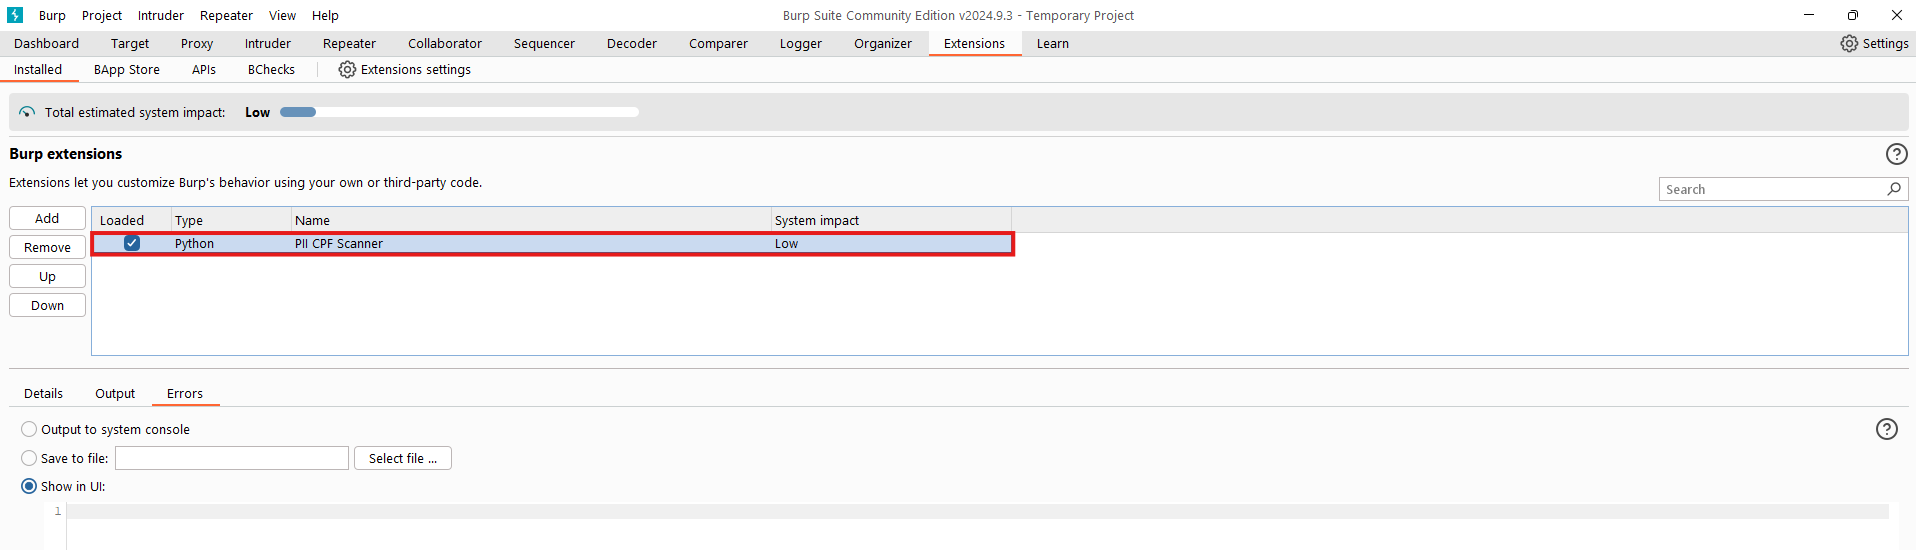 Burp Project Intruder Repeater View Help Burp Suite Community Edition v2024.9.3 - Temporary Project
Dashboard Target Proxy Intruder Repeater Collaborator Sequencer Decoder Comparer Logger Organizer Extensions Learn Settings
Installed BApp Store APIs BChecks Extensions settings
Total estimated system impact: Low
Burp extensions
Extensions let you customize Burp's behavior using your own or third-party code.
Search
Add Loaded Type Name System impact
Remove Python PII CPF Scanner Low
Up
Down
Details Output Errors
Output to system console
Save to file: Select file ...
Show in UI:
1